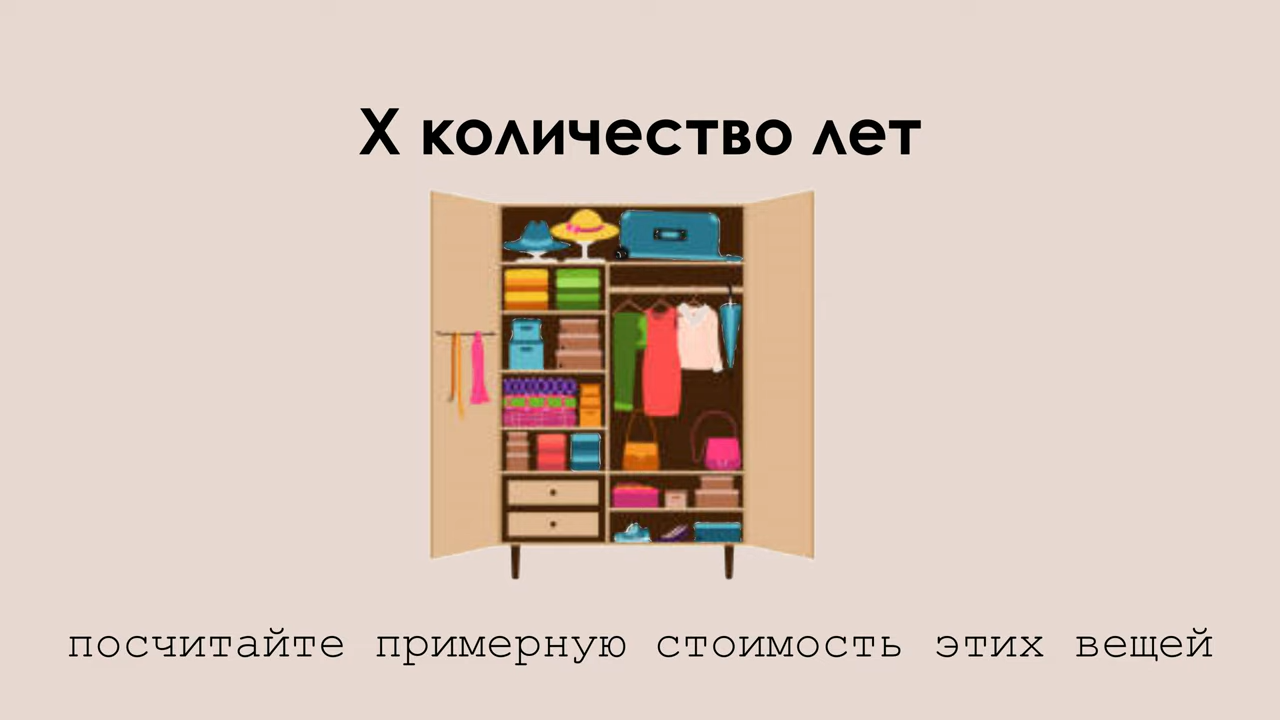 Х количество лет
посчитайте примерную стоимость этих вещей